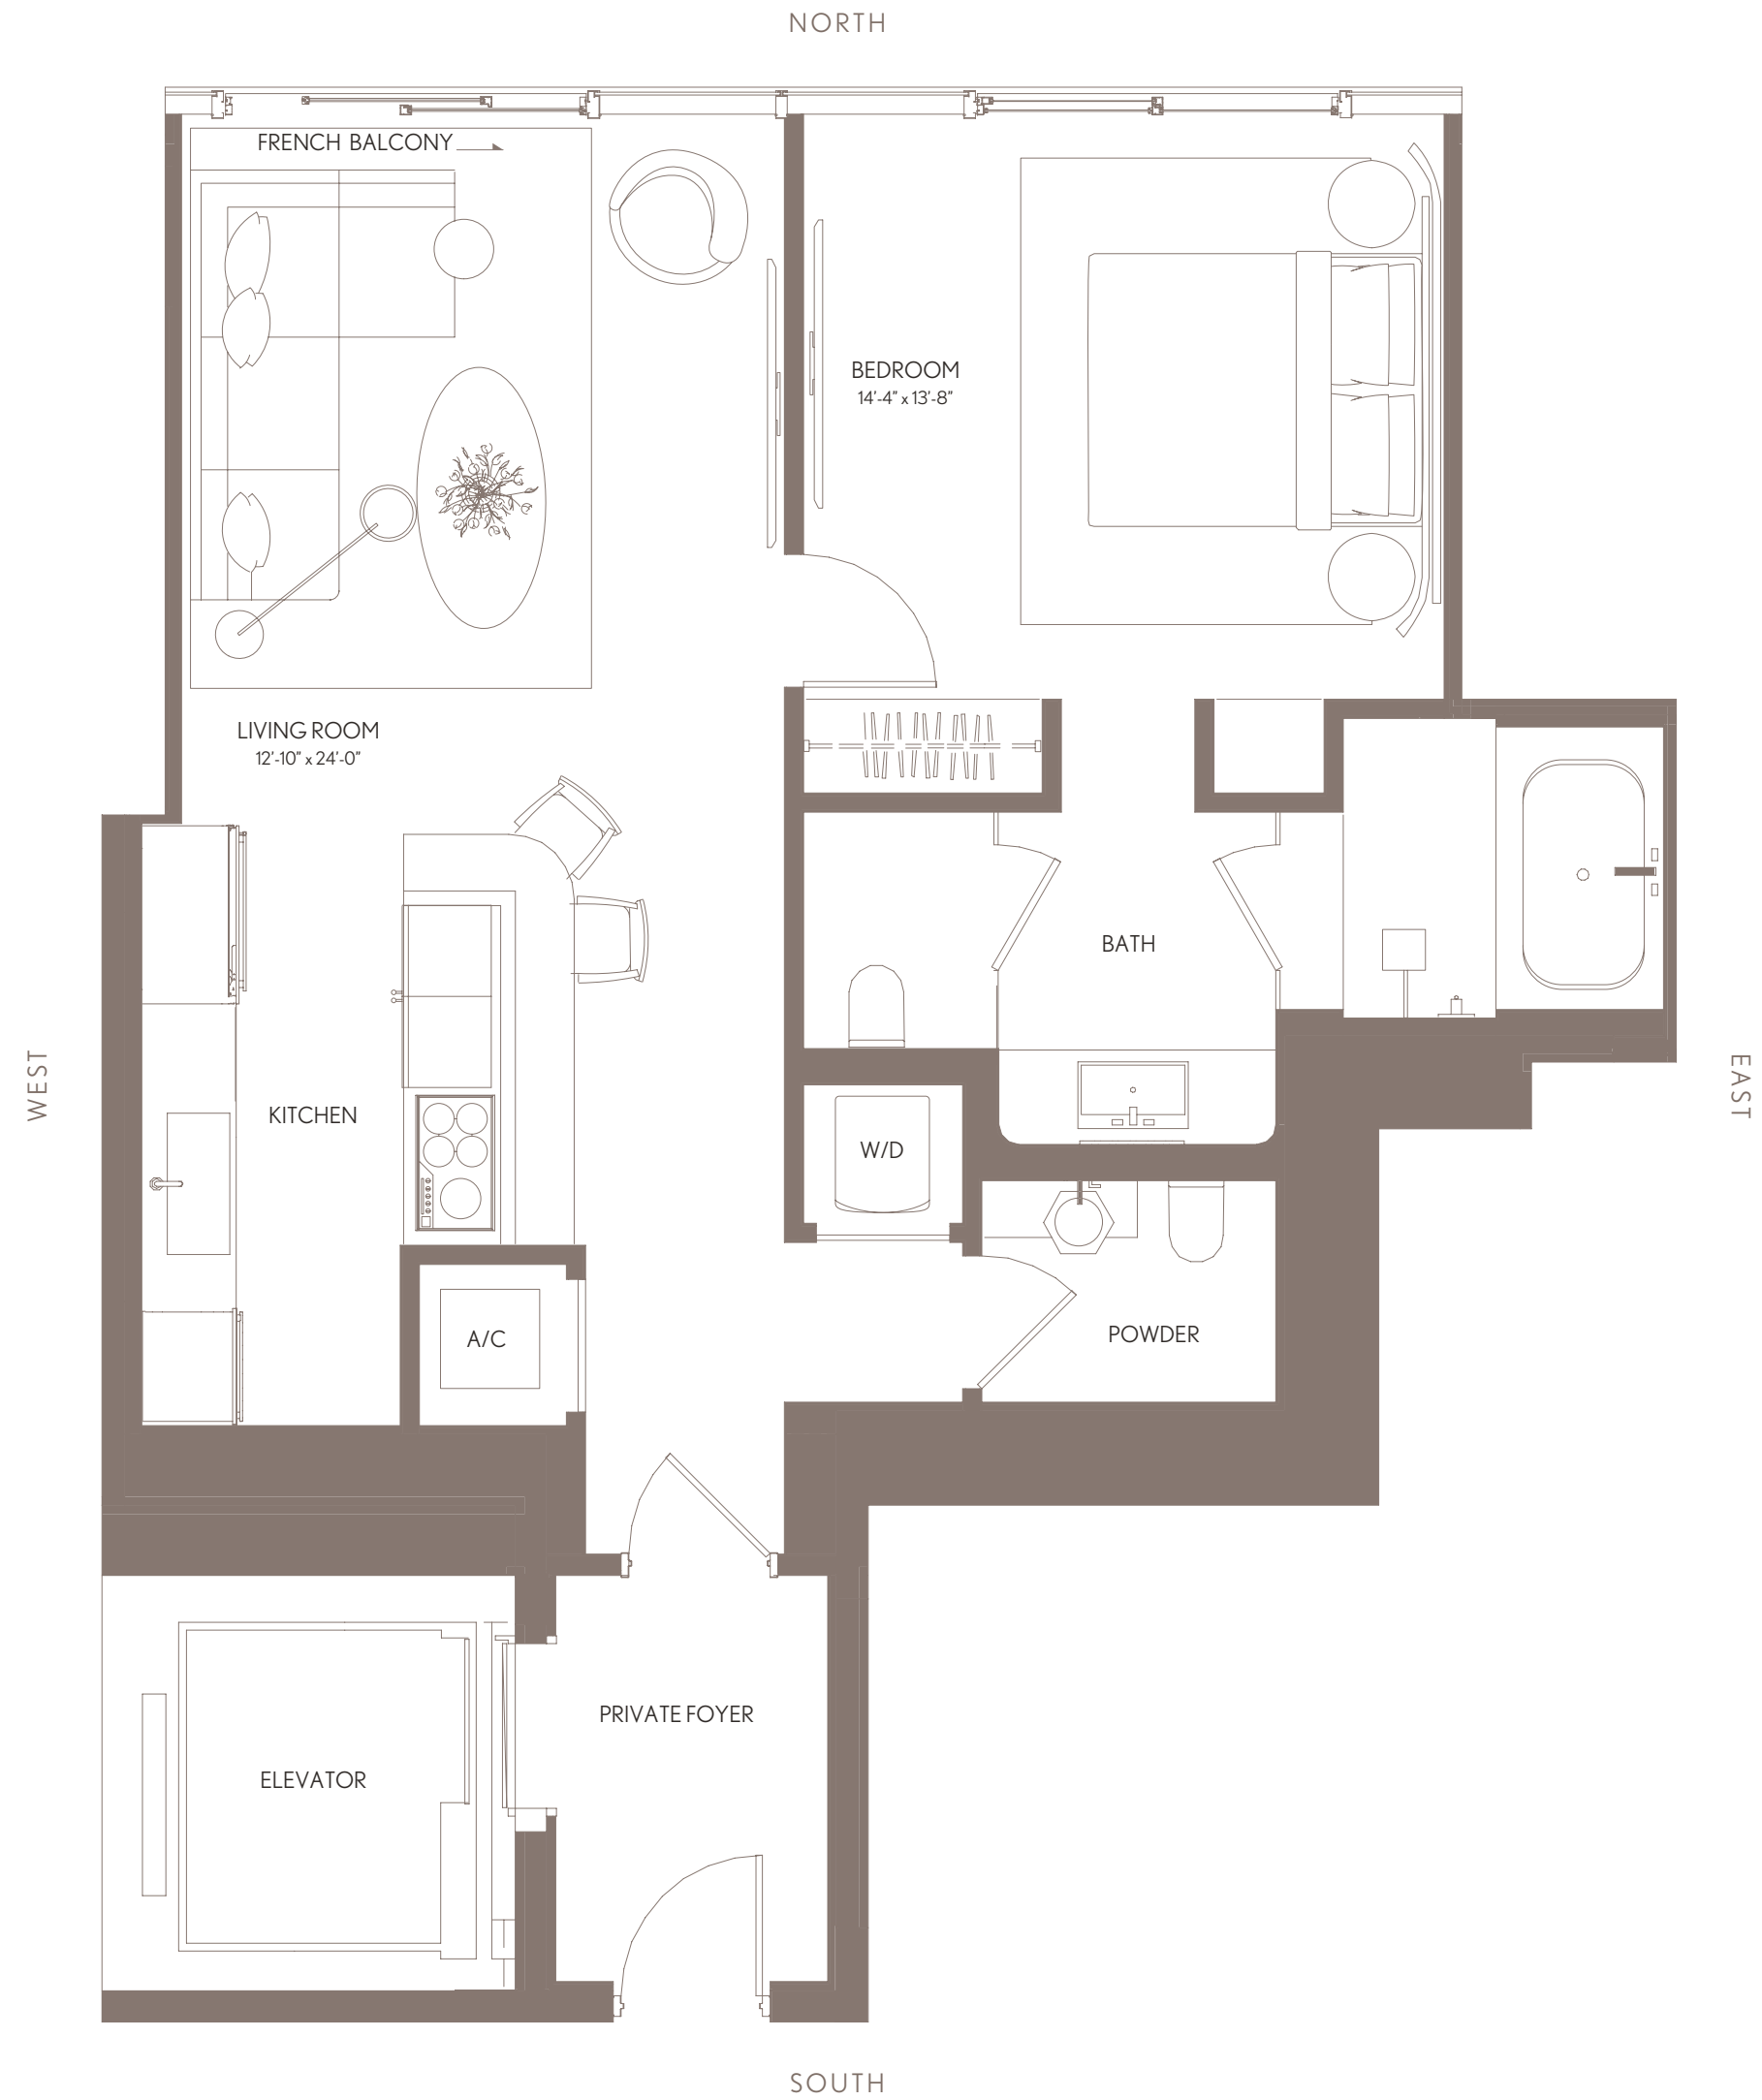 NORTH
FRENCH BALCONY
BEDROOM
14'-4" x 13'-8"
LIVING ROOM
12'-10" x 24'-0"
BATH
WEST
EAST
KITCHEN
W/D
A/C
POWDER
PRIVATE FOYER
ELEVATOR
SOUTH